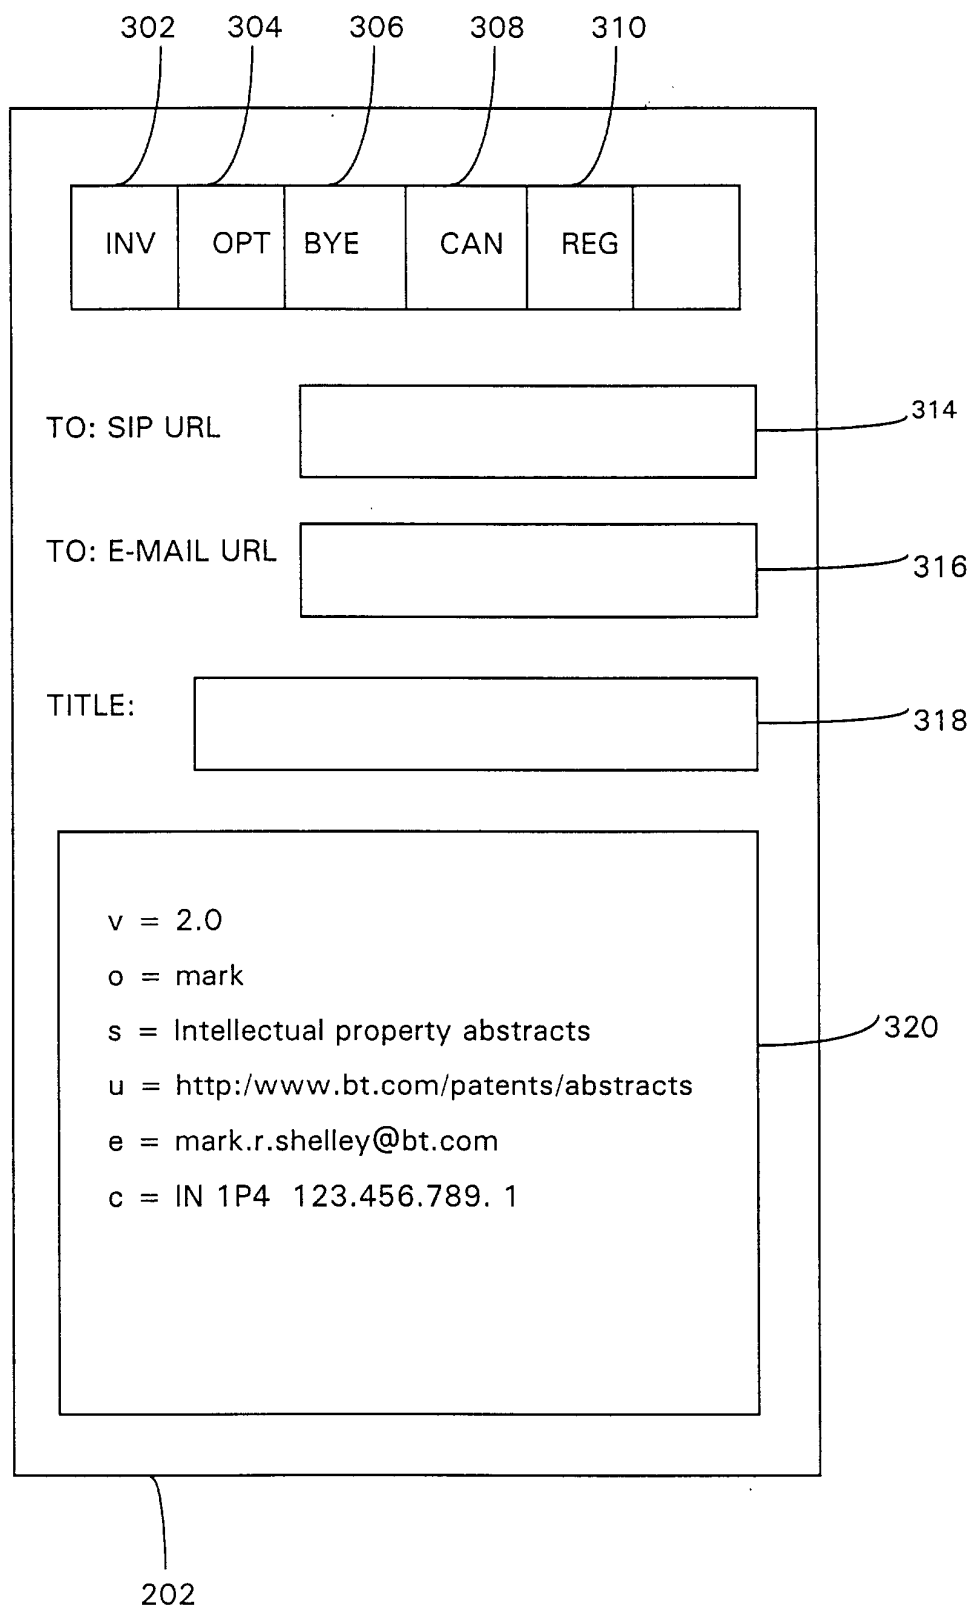 302 304 306 308 310
INV OPT BYE CAN REG
TO: SIP URL
314
TO: E-MAIL URL
316
TITLE:
318
v = 2.0
o = mark
s = Intellectual property abstracts
320
u = http:/www.bt.com/patents/abstracts
e = mark.r.shelley@bt.com
c = IN 1P4 123.456.789. 1
202